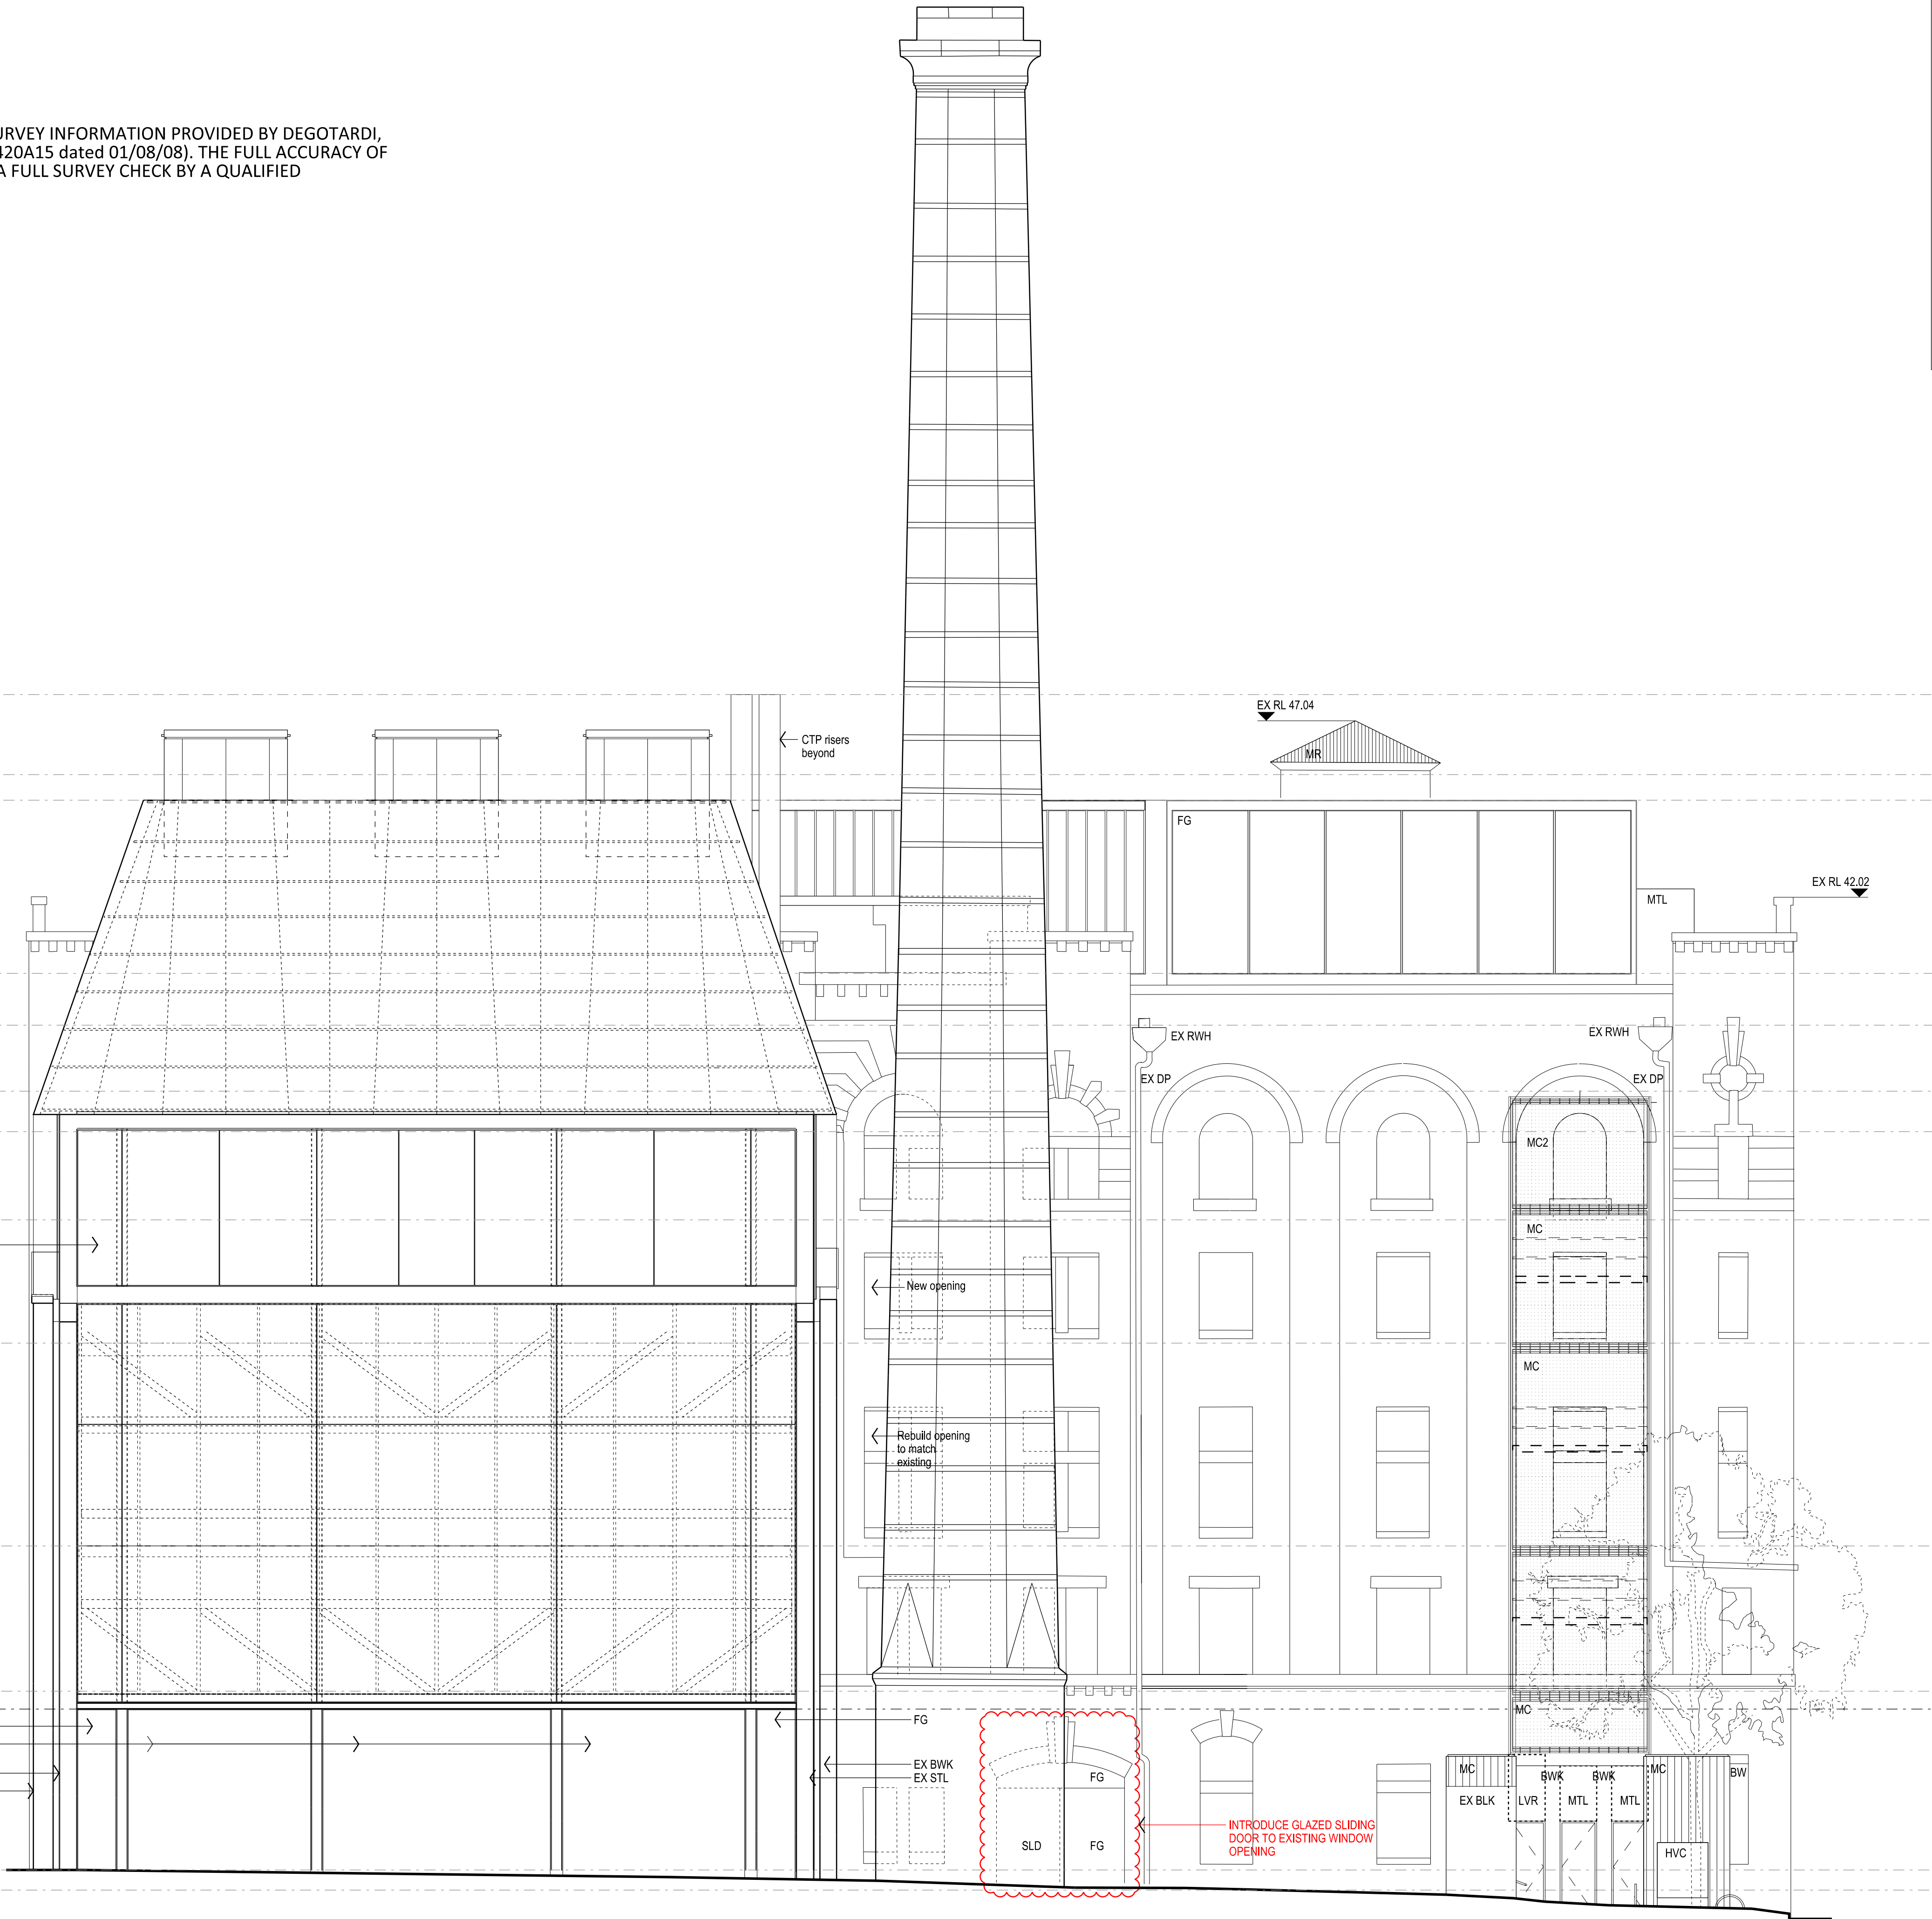 URVEY INFORMATION PROVIDED BY DEGOTARDI,
420A15 dated 01/08/08). THE FULL ACCURACY OF
A FULL SURVEY CHECK BY A QUALIFIED
EX RL 47.04
CTP risers
beyond
MR
FG
EX RL 42.02
MTL
EX RWH
EX RWH
EX DP
EX DP
MC2
MC
New opening
MC
Rebuild opening
to match
existing
MC
FG
EX BWK
EX STL
FG
SLD
FG
INTRODUCE GLAZED SLIDING
DOOR TO EXISTING WINDOW
OPENING
MC
BWK
BWK
MC
BW
EX BLK
LVR
MTL
MTL
HVC